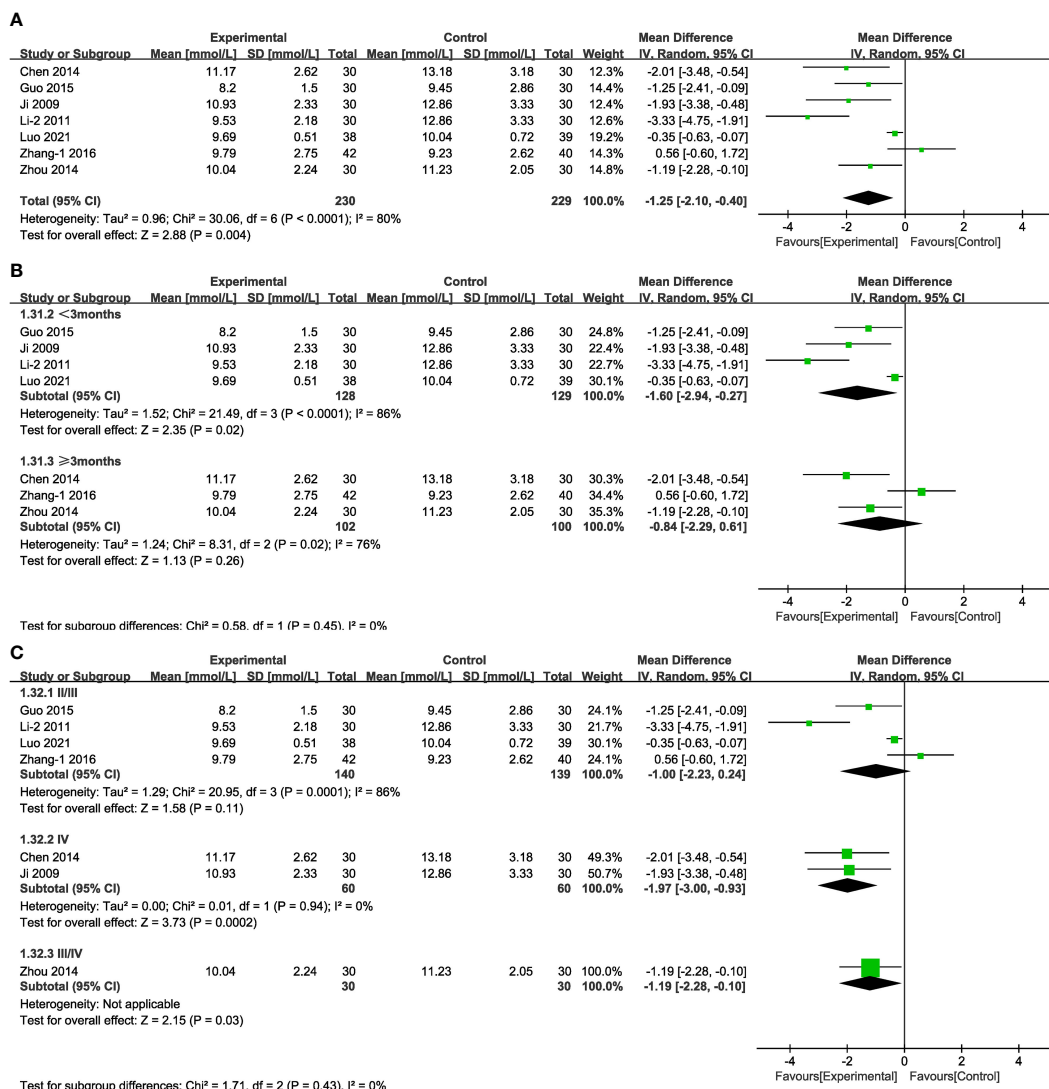 A
Experimental Control Mean Difference Mean Difference
Study or Subgroup Mean [mmol/L] SD [mmol/L] Total Mean [mmol/L] SD [mmol/L] Total Weight IV, Random, 95% CI IV, Random, 95% CI
Chen 2014 11.17 2.62 30 13.18 3.18 30 12.3% -2.01 [-3.48, -0.54]
Guo 2015 8.2 1.5 30 9.45 2.86 30 14.4% -1.25 [-2.41, -0.09]
Ji 2009 10.93 2.33 30 12.86 3.33 30 12.4% -1.93 [-3.38, -0.48]
Li-2 2011 9.53 2.18 30 12.86 3.33 30 12.6% -3.33 [-4.75, -1.91]
Luo 2021 9.69 0.51 38 10.04 0.72 39 19.2% -0.35 [-0.63, -0.07]
Zhang-1 2016 9.79 2.75 42 9.23 2.62 40 14.3% 0.56 [-0.60, 1.72]
Zhou 2014 10.04 2.24 30 11.23 2.05 30 14.8% -1.19 [-2.28, -0.10]
Total (95% CI) 230 229 100.0% -1.25 [-2.10, -0.40]
Heterogeneity: Tau² = 0.96; Chi² = 30.06, df = 6 (P < 0.0001); I² = 80%
Test for overall effect: Z = 2.88 (P = 0.004)
-4 -2 0 2 4
Favours[Experimental] Favours[Control]
B
Experimental Control Mean Difference Mean Difference
Study or Subgroup Mean [mmol/L] SD [mmol/L] Total Mean [mmol/L] SD [mmol/L] Total Weight IV, Random, 95% CI IV, Random, 95% CI
1.31.2 ＜3months
Guo 2015 8.2 1.5 30 9.45 2.86 30 24.8% -1.25 [-2.41, -0.09]
Ji 2009 10.93 2.33 30 12.86 3.33 30 22.4% -1.93 [-3.38, -0.48]
Li-2 2011 9.53 2.18 30 12.86 3.33 30 22.7% -3.33 [-4.75, -1.91]
Luo 2021 9.69 0.51 38 10.04 0.72 39 30.1% -0.35 [-0.63, -0.07]
Subtotal (95% CI) 128 129 100.0% -1.60 [-2.94, -0.27]
Heterogeneity: Tau² = 1.52; Chi² = 21.49, df = 3 (P < 0.0001); I² = 86%
Test for overall effect: Z = 2.35 (P = 0.02)
1.31.3 ≥3months
Chen 2014 11.17 2.62 30 13.18 3.18 30 30.3% -2.01 [-3.48, -0.54]
Zhang-1 2016 9.79 2.75 42 9.23 2.62 40 34.4% 0.56 [-0.60, 1.72]
Zhou 2014 10.04 2.24 30 11.23 2.05 30 35.3% -1.19 [-2.28, -0.10]
Subtotal (95% CI) 102 100 100.0% -0.84 [-2.29, 0.61]
Heterogeneity: Tau² = 1.24; Chi² = 8.31, df = 2 (P = 0.02); I² = 76%
Test for overall effect: Z = 1.13 (P = 0.26)
-4 -2 0 2 4
Favours[Experimental] Favours[Control]
Test for subgroup differences: Chi² = 0.58, df = 1 (P = 0.45), I² = 0%
C
Experimental Control Mean Difference Mean Difference
Study or Subgroup Mean [mmol/L] SD [mmol/L] Total Mean [mmol/L] SD [mmol/L] Total Weight IV, Random, 95% CI IV, Random, 95% CI
1.32.1 II/III
Guo 2015 8.2 1.5 30 9.45 2.86 30 24.1% -1.25 [-2.41, -0.09]
Li-2 2011 9.53 2.18 30 12.86 3.33 30 21.7% -3.33 [-4.75, -1.91]
Luo 2021 9.69 0.51 38 10.04 0.72 39 30.1% -0.35 [-0.63, -0.07]
Zhang-1 2016 9.79 2.75 42 9.23 2.62 40 24.1% 0.56 [-0.60, 1.72]
Subtotal (95% CI) 140 139 100.0% -1.00 [-2.23, 0.24]
Heterogeneity: Tau² = 1.29; Chi² = 20.95, df = 3 (P = 0.0001); I² = 86%
Test for overall effect: Z = 1.58 (P = 0.11)
1.32.2 IV
Chen 2014 11.17 2.62 30 13.18 3.18 30 49.3% -2.01 [-3.48, -0.54]
Ji 2009 10.93 2.33 30 12.86 3.33 30 50.7% -1.93 [-3.38, -0.48]
Subtotal (95% CI) 60 60 100.0% -1.97 [-3.00, -0.93]
Heterogeneity: Tau² = 0.00; Chi² = 0.01, df = 1 (P = 0.94); I² = 0%
Test for overall effect: Z = 3.73 (P = 0.0002)
1.32.3 III/IV
Zhou 2014 10.04 2.24 30 11.23 2.05 30 100.0% -1.19 [-2.28, -0.10]
Subtotal (95% CI) 30 30 100.0% -1.19 [-2.28, -0.10]
Heterogeneity: Not applicable
Test for overall effect: Z = 2.15 (P = 0.03)
-4 -2 0 2 4
Favours[Experimental] Favours[Control]
Test for subgroup differences: Chi² = 1.71, df = 2 (P = 0.43), I² = 0%